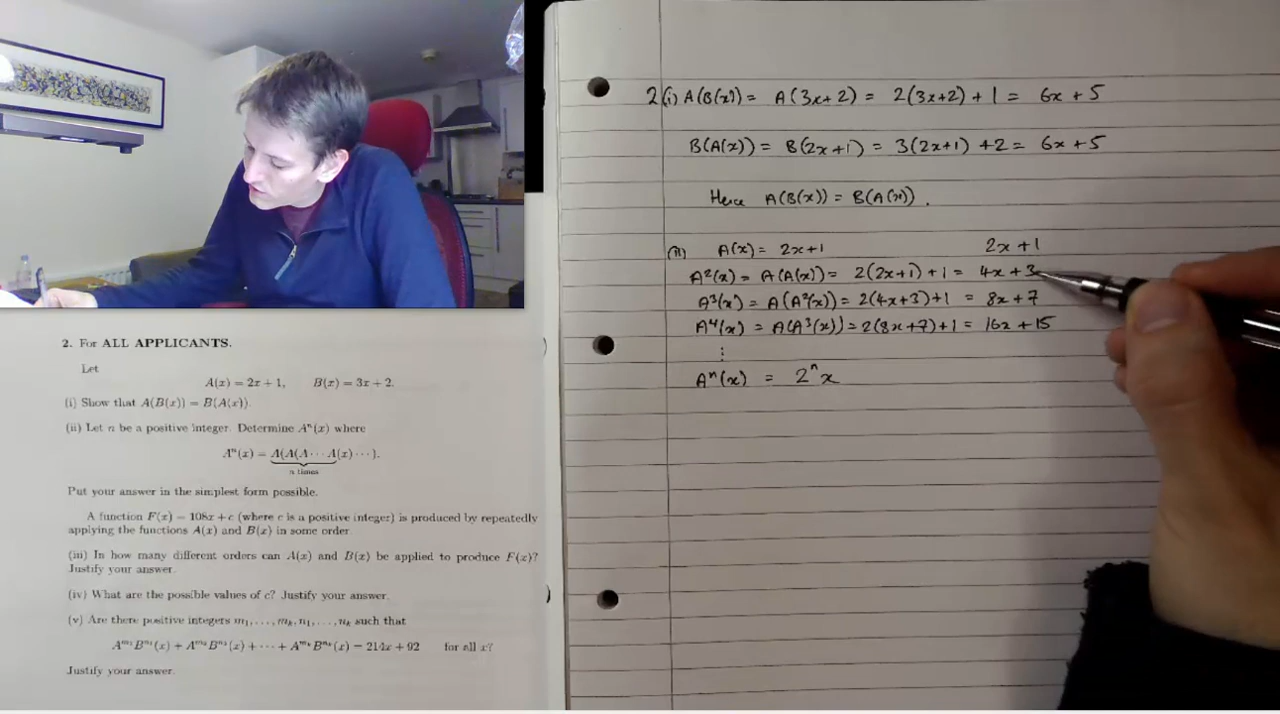 2. For ALL APPLICANTS.
Let
A(x) = 2x + 1, B(x) = 3x + 2.
(i) Show that A(B(x)) = B(A(x)).
(ii) Let n be a positive integer. Determine Aⁿ(x) where
Aⁿ(x) = A(A(A ··· A(x) ···).
n times
Put your answer in the simplest form possible.
A function F(x) = 108x + c (where c is a positive integer) is produced by repeatedly
applying the functions A(x) and B(x) in some order.
(iii) In how many different orders can A(x) and B(x) be applied to produce F(x)?
Justify your answer.
(iv) What are the possible values of c? Justify your answer.
(v) Are there positive integers m₁, . . . , mₖ, n₁, . . . , nₖ such that
Aᵐ¹Bⁿ¹(x) + Aᵐ²Bⁿ²(x) + ··· + AᵐᵏBⁿᵏ(x) = 214x + 92 for all x?
Justify your answer.
2(i) A(B(x)) = A(3x+2) = 2(3x+2) + 1 = 6x + 5
B(A(x)) = B(2x+1) = 3(2x+1) + 2 = 6x + 5
Hence A(B(x)) = B(A(x)) .
(ii) A(x) = 2x+1 2x + 1
A²(x) = A(A(x)) = 2(2x+1) + 1 = 4x + 3
A³(x) = A(A²(x)) = 2(4x+3)+1 = 8x + 7
A⁴(x) = A(A³(x)) = 2(8x+7)+1 = 16x + 15
⋮
Aⁿ(x) = 2ⁿx